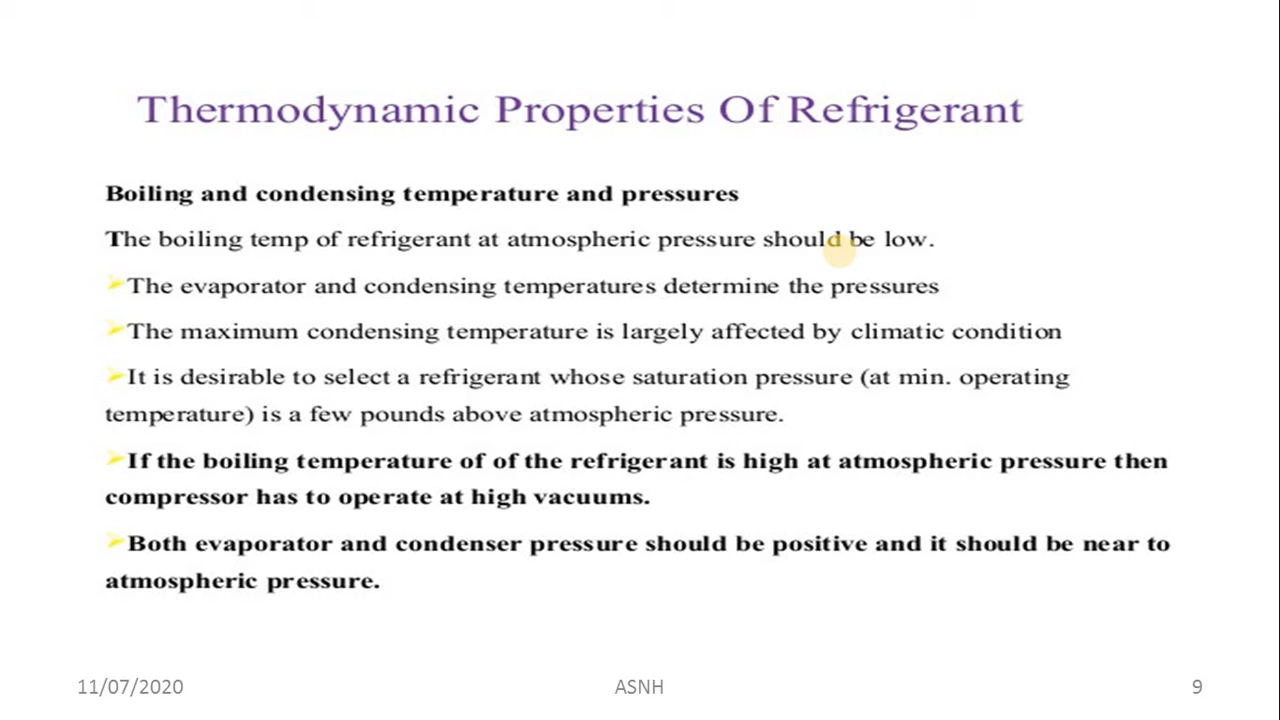 Thermodynamic Properties Of Refrigerant
Boiling and condensing temperature and pressures
The boiling temp of refrigerant at atmospheric pressure should be low.
➢The evaporator and condensing temperatures determine the pressures
➢The maximum condensing temperature is largely affected by climatic condition
➢It is desirable to select a refrigerant whose saturation pressure (at min. operating
temperature) is a few pounds above atmospheric pressure.
➢If the boiling temperature of of the refrigerant is high at atmospheric pressure then
compressor has to operate at high vacuums.
➢Both evaporator and condenser pressure should be positive and it should be near to
atmospheric pressure.
11/07/2020 ASNH 9